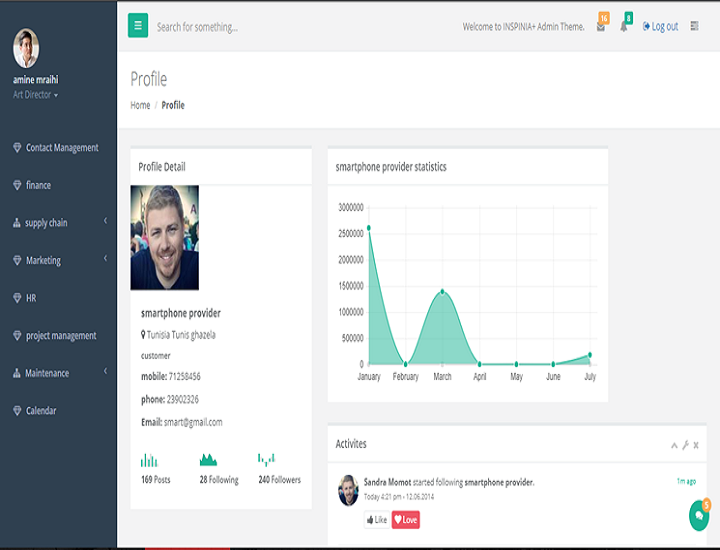 Search for something...
Welcome to INSPINIA+ Admin Theme.
16
8
Log out
amine mraihi
Art Director
Contact Management
finance
supply chain
Marketing
HR
project management
Maintenance
Calendar
Profile
Home / Profile
Profile Detail
smartphone provider
Tunisia Tunis ghazela
customer
mobile: 71258456
phone: 23902326
Email: smart@gmail.com
169 Posts
28 Following
240 Followers
smartphone provider statistics
3000000
2500000
2000000
1500000
1000000
500000
0
January February March April May June July
Activites
Sandra Momot started following smartphone provider.
1m ago
Today 4:21 pm - 12.06.2014
Like
Love
5